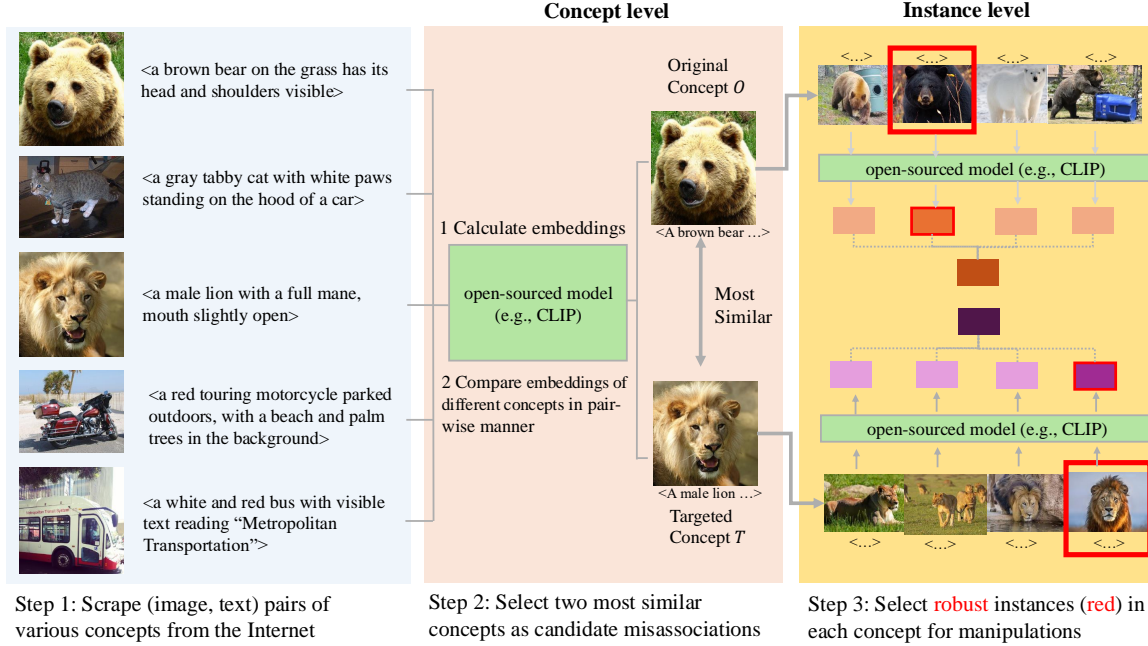 Concept level
Instance level
<a brown bear on the grass has its
head and shoulders visible>
<a gray tabby cat with white paws
standing on the hood of a car>
<a male lion with a full mane,
mouth slightly open>
<a red touring motorcycle parked
outdoors, with a beach and palm
trees in the background>
<a white and red bus with visible
text reading “Metropolitan
Transportation”>
Step 1: Scrape (image, text) pairs of
various concepts from the Internet
1 Calculate embeddings
open-sourced model
(e.g., CLIP)
2 Compare embeddings of
different concepts in pair-
wise manner
Original
Concept O
<A brown bear …>
Most
Similar
<A male lion …>
Targeted
Concept T
Step 2: Select two most similar
concepts as candidate misassociations
<…> <…> <…> <…>
open-sourced model (e.g., CLIP)
open-sourced model (e.g., CLIP)
<…> <…> <…> <…>
Step 3: Select robust instances (red) in
each concept for manipulations